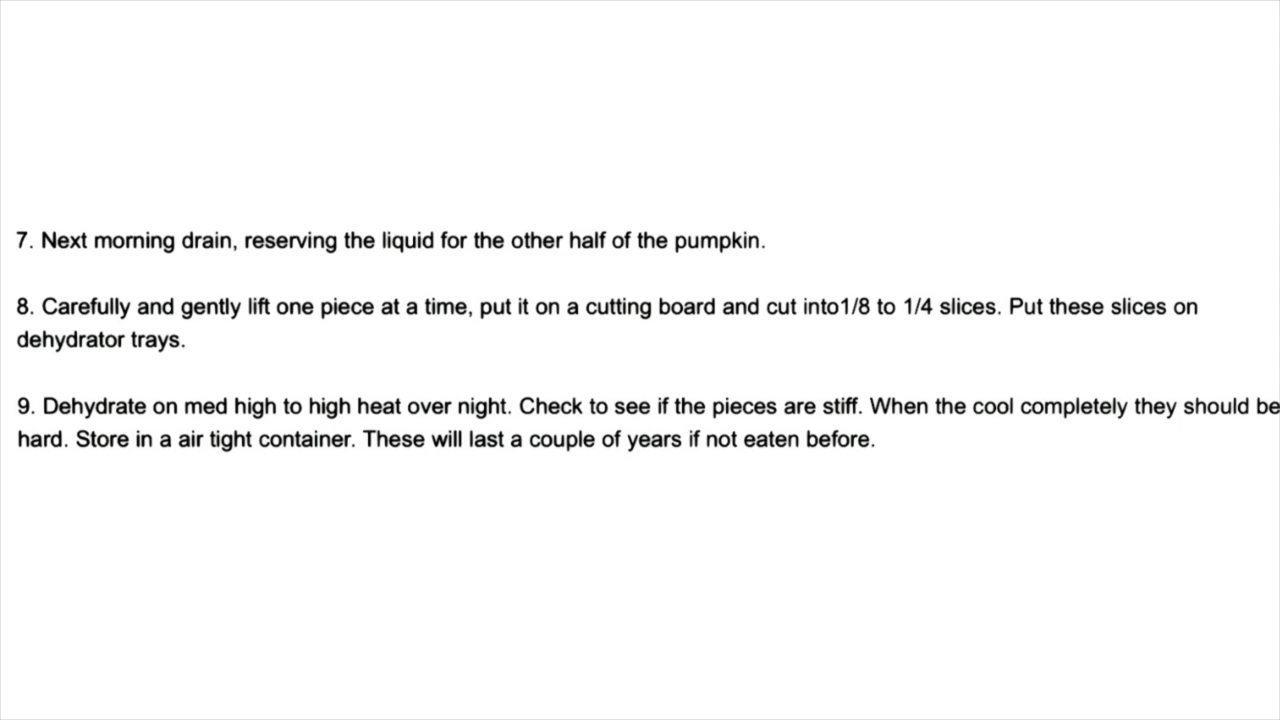 7. Next morning drain, reserving the liquid for the other half of the pumpkin.
8. Carefully and gently lift one piece at a time, put it on a cutting board and cut into1/8 to 1/4 slices. Put these slices on
dehydrator trays.
9. Dehydrate on med high to high heat over night. Check to see if the pieces are stiff. When the cool completely they should be
hard. Store in a air tight container. These will last a couple of years if not eaten before.